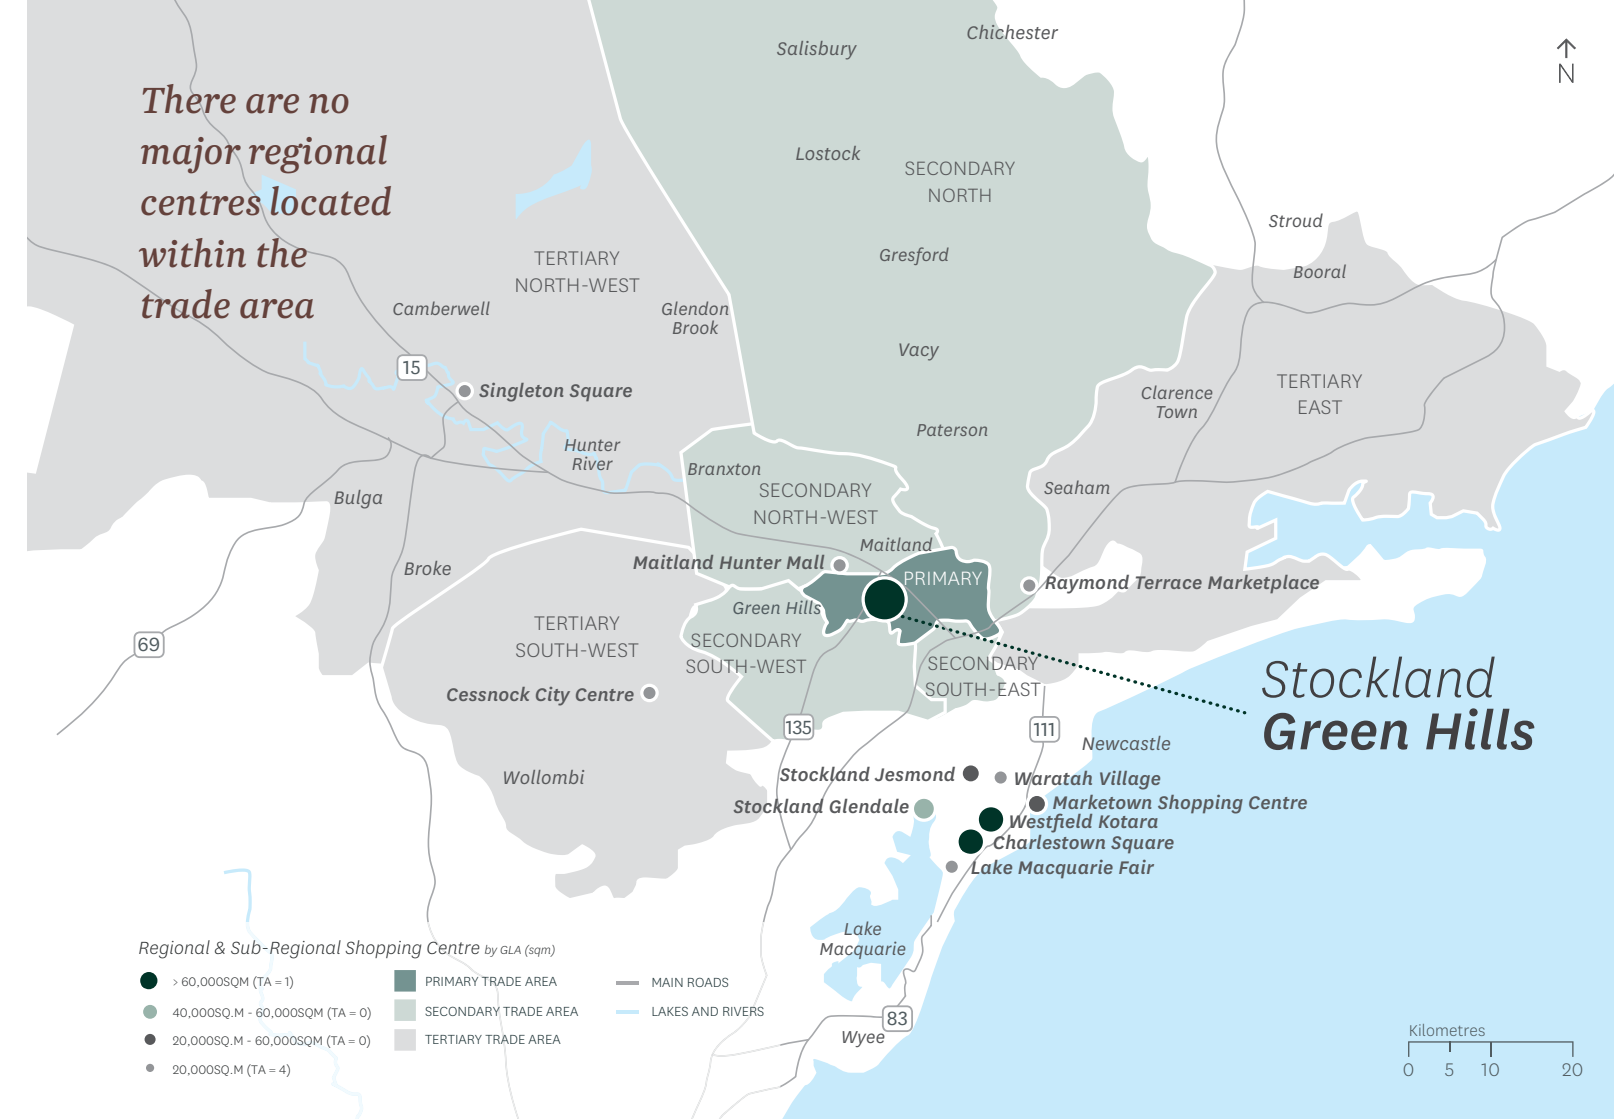 Chichester
Salisbury
N
There are no
major regional
centres located
within the
trade area
Lostock
SECONDARY
NORTH
Stroud
Gresford
TERTIARY
NORTH-WEST
Booral
Camberwell
Glendon
Brook
Vacy
15
Singleton Square
Clarence
Town
TERTIARY
EAST
Paterson
Hunter
River
Branxton
SECONDARY
NORTH-WEST
Seaham
Bulga
Maitland
Broke
Maitland Hunter Mall
PRIMARY
Raymond Terrace Marketplace
Green Hills
TERTIARY
SOUTH-WEST
SECONDARY
SOUTH-WEST
69
SECONDARY
SOUTH-EAST
Stockland
Green Hills
Cessnock City Centre
135
111
Newcastle
Wollombi
Stockland Jesmond
Waratah Village
Stockland Glendale
Marketown Shopping Centre
Westfield Kotara
Charlestown Square
Lake Macquarie Fair
Lake
Macquarie
Regional & Sub-Regional Shopping Centre by GLA (sqm)
> 60,000SQM (TA = 1)
40,000SQ.M - 60,000SQM (TA = 0)
20,000SQ.M - 60,000SQM (TA = 0)
20,000SQ.M (TA = 4)
PRIMARY TRADE AREA
SECONDARY TRADE AREA
TERTIARY TRADE AREA
MAIN ROADS
LAKES AND RIVERS
83
Wyee
Kilometres
0 5 10 20